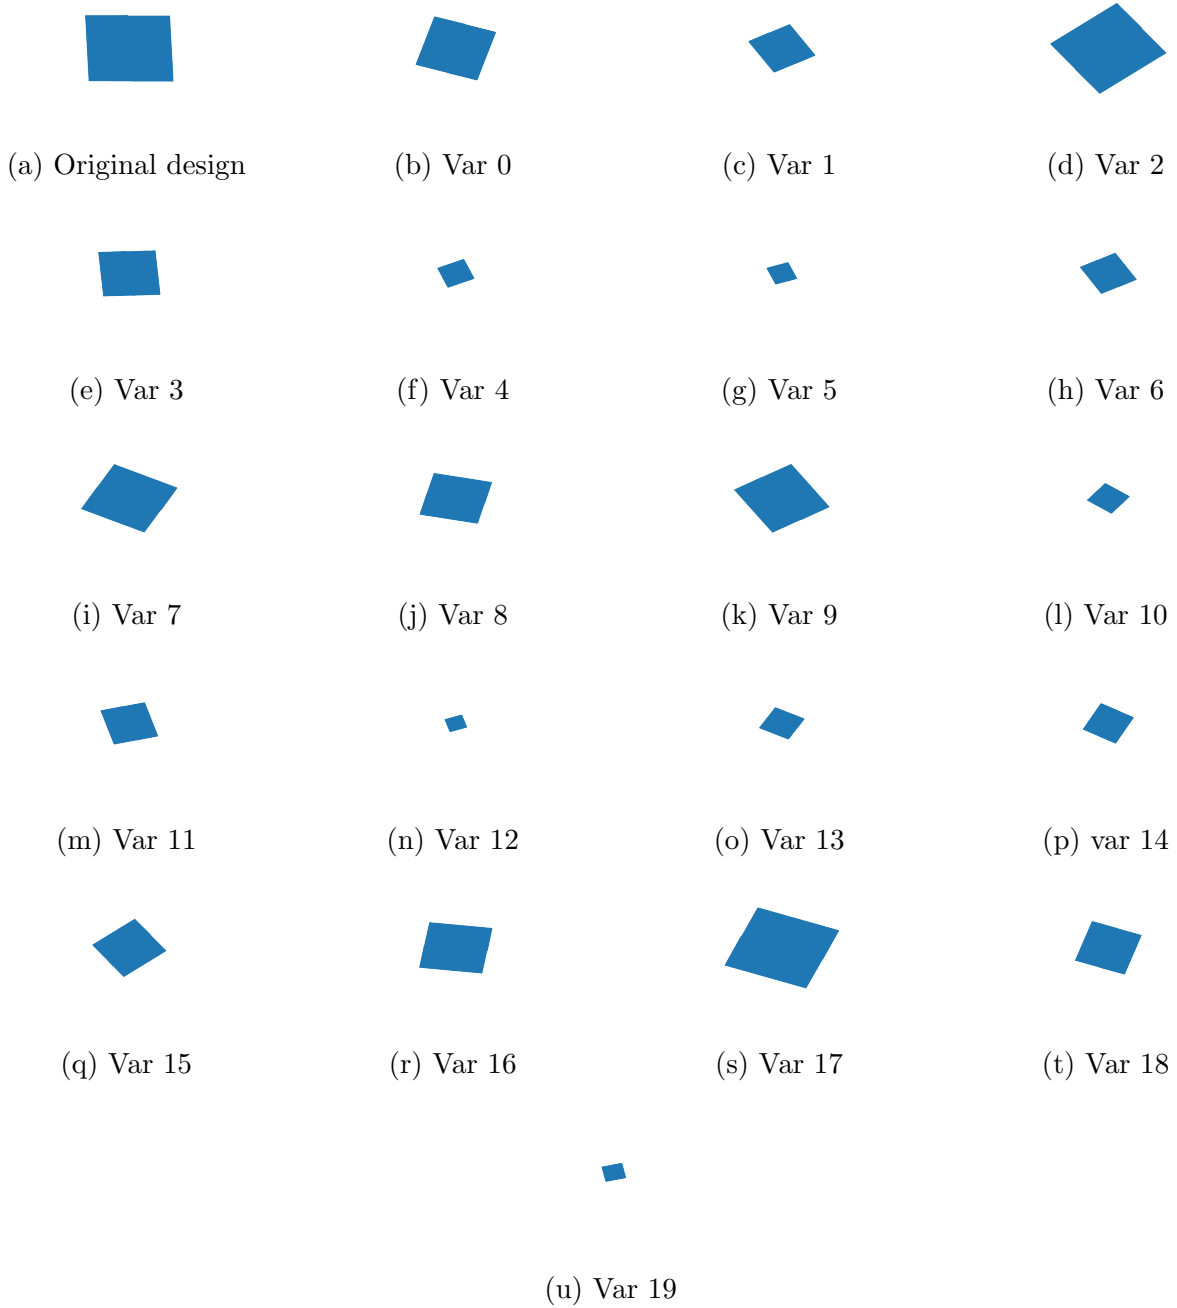 (a) Original design
(b) Var 0
(c) Var 1
(d) Var 2
(e) Var 3
(f) Var 4
(g) Var 5
(h) Var 6
(i) Var 7
(j) Var 8
(k) Var 9
(l) Var 10
(m) Var 11
(n) Var 12
(o) Var 13
(p) var 14
(q) Var 15
(r) Var 16
(s) Var 17
(t) Var 18
(u) Var 19